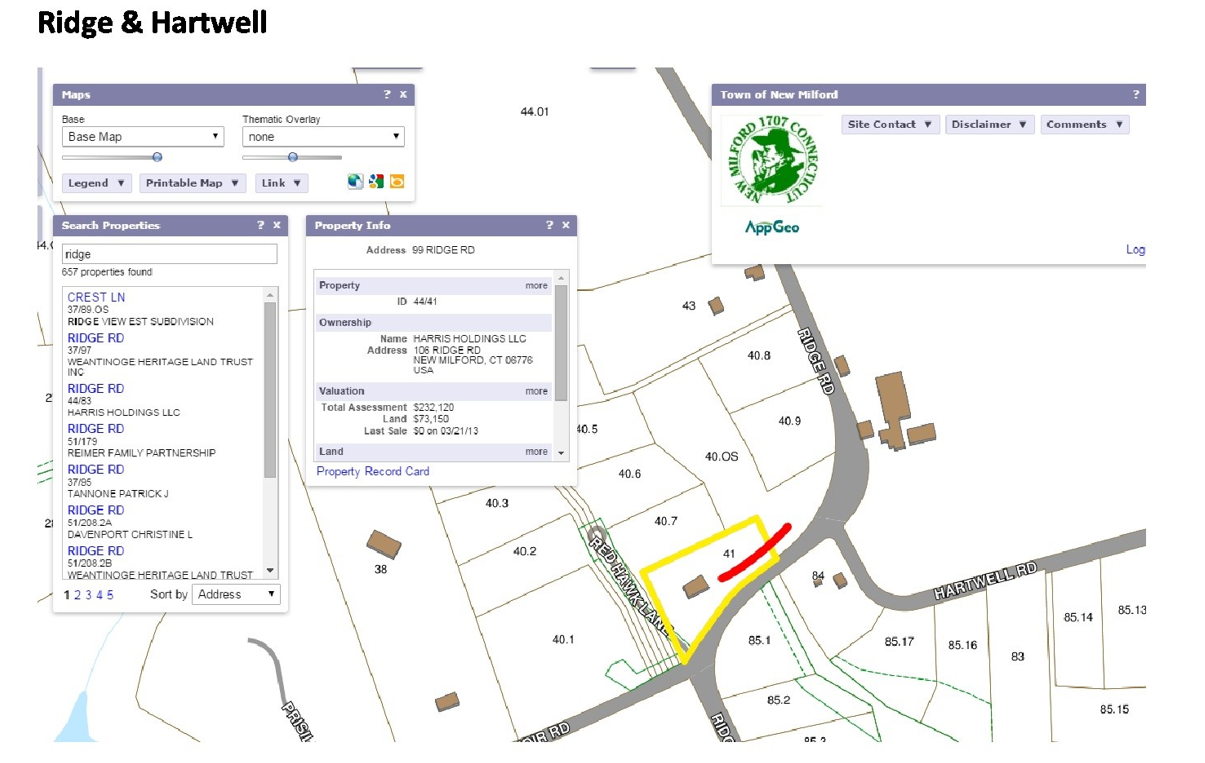 Ridge & Hartwell
Maps ? x
Base Thematic Overlay
Base Map none
Legend Printable Map Link
Search Properties ? x
ridge
657 properties found
CREST LN
37/89.OS
RIDGE VIEW EST SUBDIVISION
RIDGE RD
37/97
WEANTINOGE HERITAGE LAND TRUST
INC
RIDGE RD
44/83
HARRIS HOLDINGS LLC
RIDGE RD
51/179
REIMER FAMILY PARTNERSHIP
RIDGE RD
37/95
TANNONE PATRICK J
RIDGE RD
51/208.2A
DAVENPORT CHRISTINE L
RIDGE RD
51/208.2B
WEANTINOGE HERITAGE LAND TRUST
1 2 3 4 5 Sort by Address
Property Info ? x
Address 99 RIDGE RD
Property more
ID 44/41
Ownership
Name HARRIS HOLDINGS LLC
Address 106 RIDGE RD
NEW MILFORD, CT 06776
USA
Valuation more
Total Assessment $232,120
Land $73,150
Last Sale $0 on 03/21/13
Land more
Property Record Card
Town of New Milford ?
Site Contact Disclaimer Comments
NEW MILFORD 1707 CONNECTICUT
AppGeo
Log
44.01
43
RIDGE RD
40.8
40.9
40.5
40.OS
40.6
40.3
40.7
40.2
41
38
RED HAWK LANE
84
HARTWELL RD
40.1
85.1
85.17
85.16
83
85.14
85.13
85.2
85.15